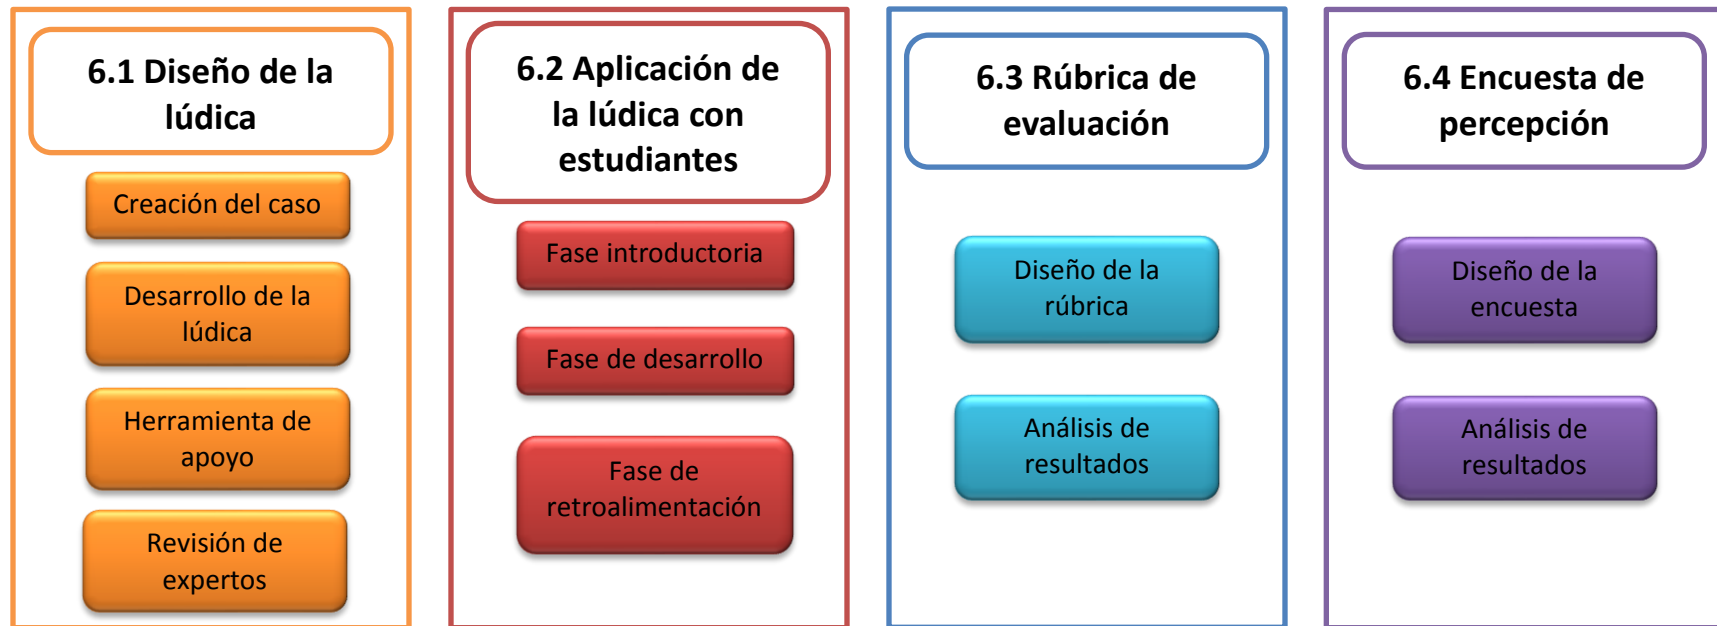 6.1 Diseño de la
lúdica
Creación del caso
Desarrollo de la
lúdica
Herramienta de
apoyo
Revisión de
expertos
6.2 Aplicación de
la lúdica con
estudiantes
Fase introductoria
Fase de desarrollo
Fase de
retroalimentación
6.3 Rúbrica de
evaluación
Diseño de la
rúbrica
Análisis de
resultados
6.4 Encuesta de
percepción
Diseño de la
encuesta
Análisis de
resultados